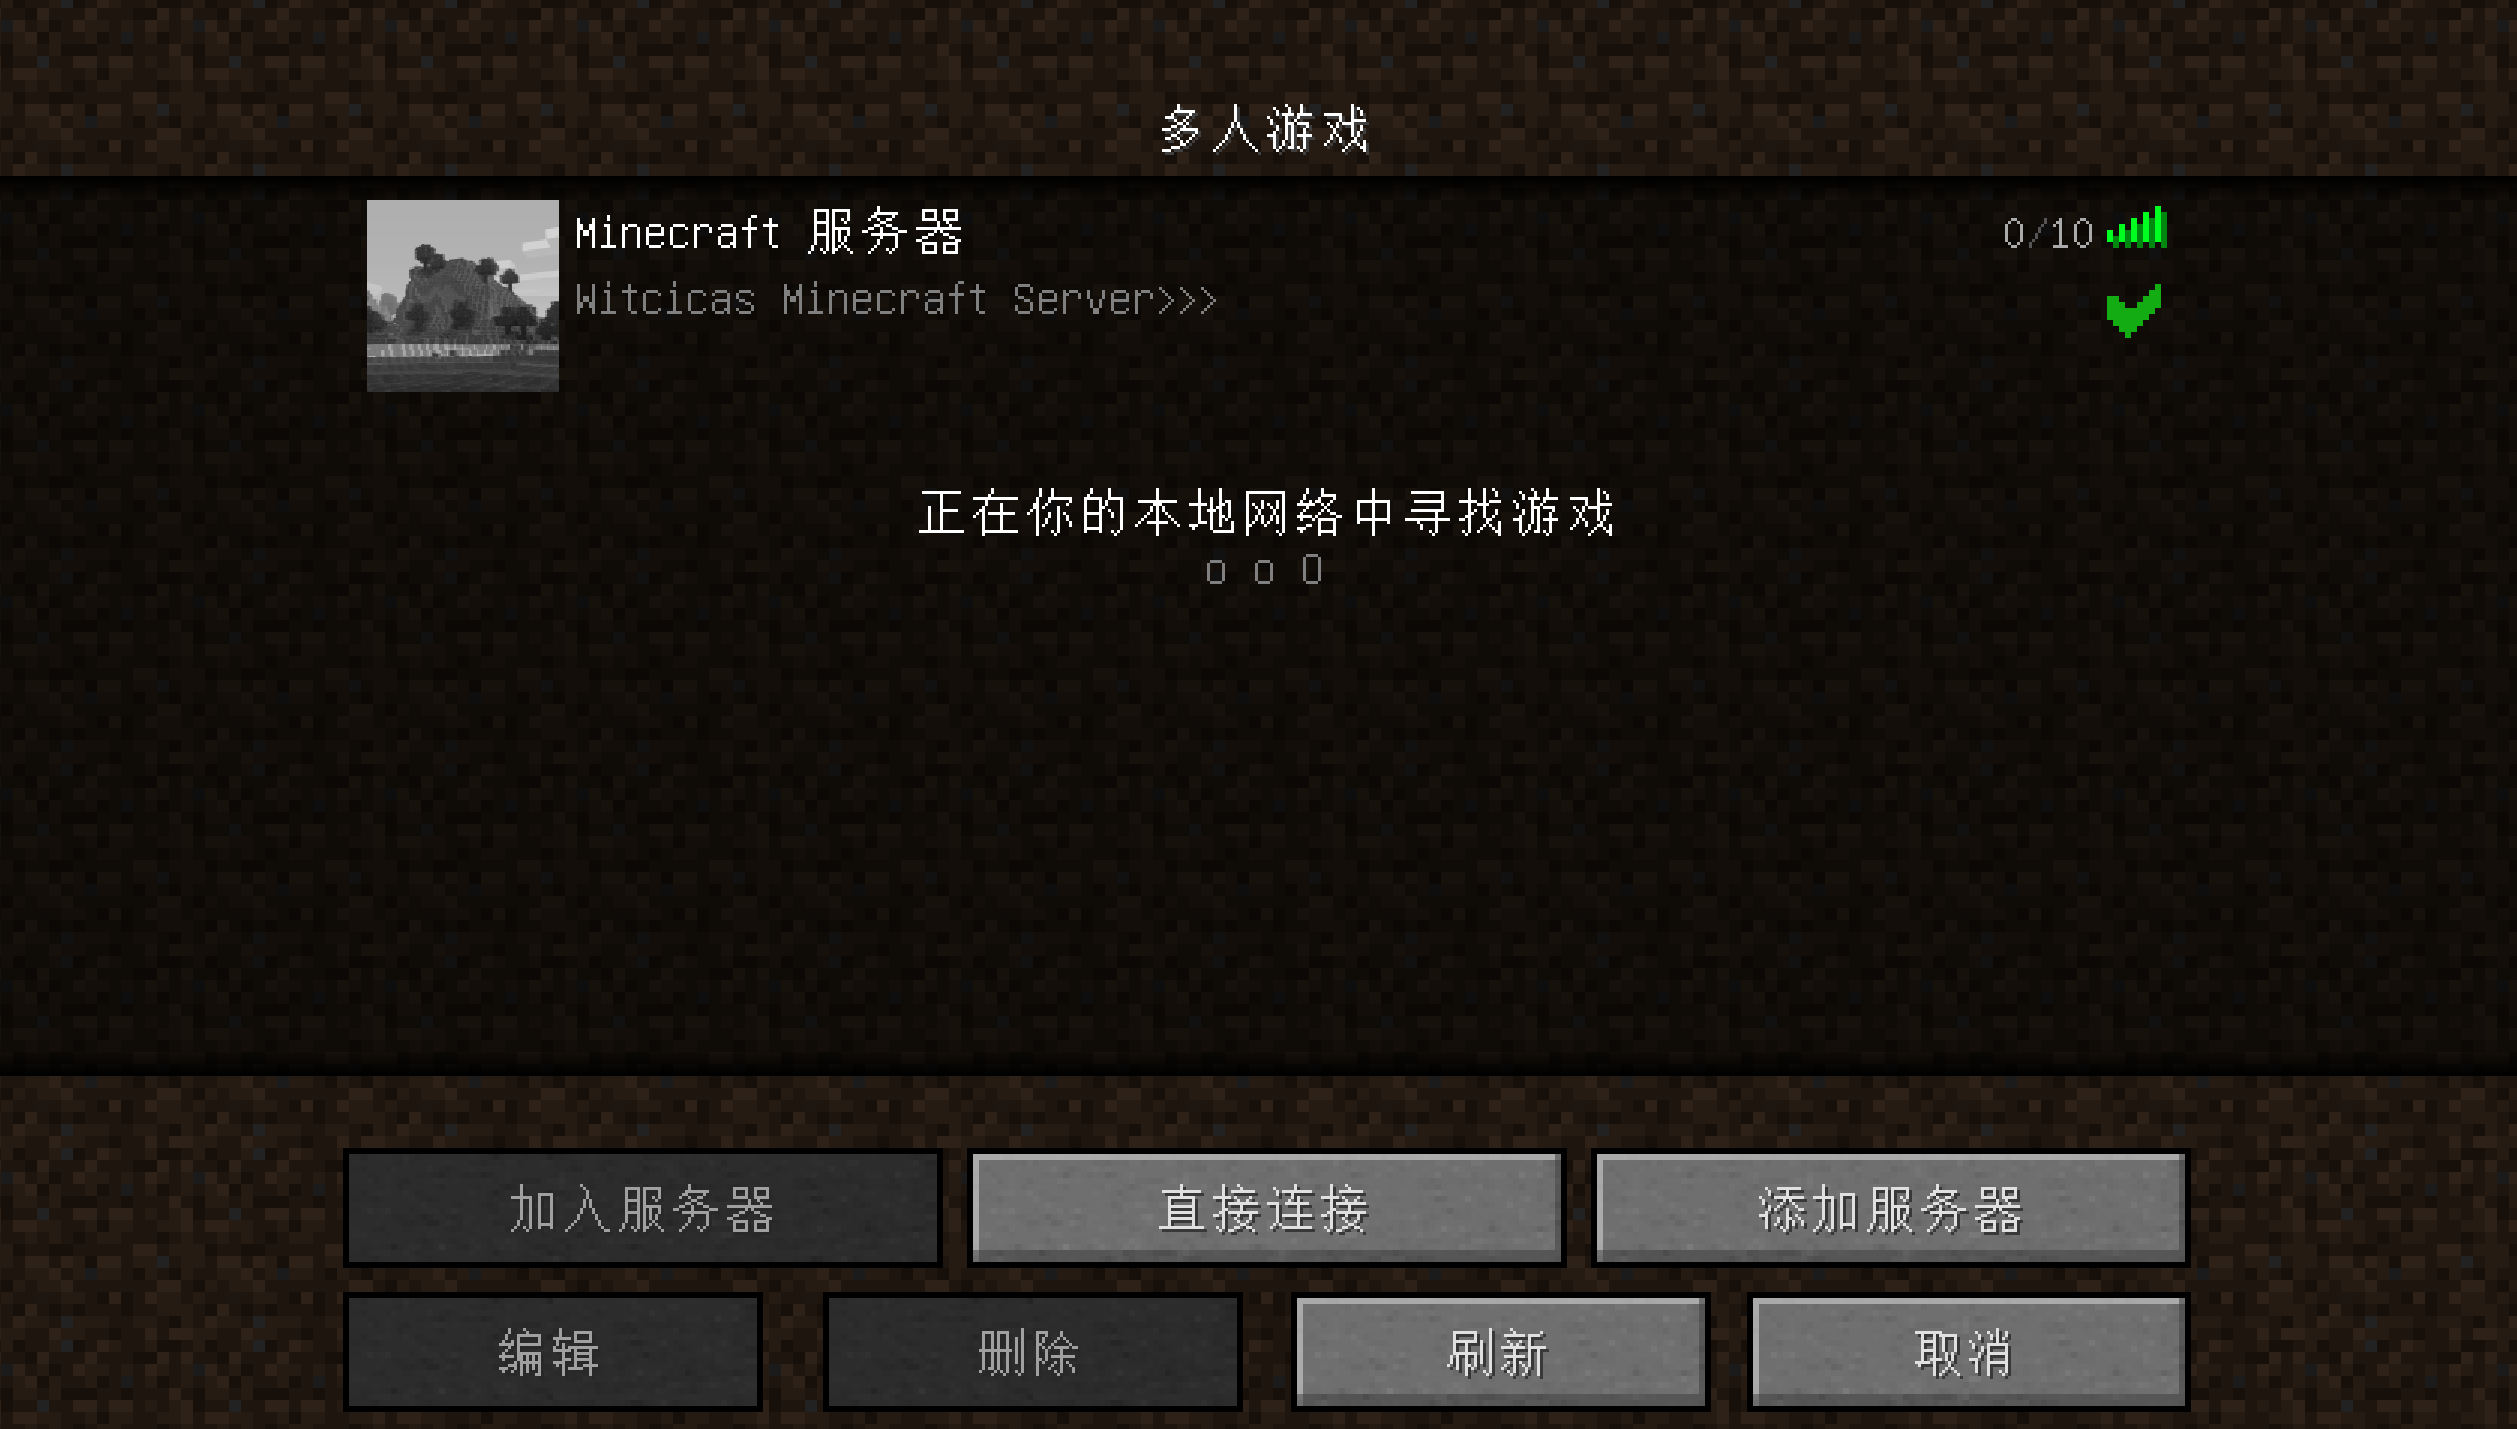 多人游戏
Minecraft 服务器
0/10
Witcicas Minecraft Server>>>
正在你的本地网络中寻找游戏
o o O
加入服务器
直接连接
添加服务器
编辑
删除
刷新
取消